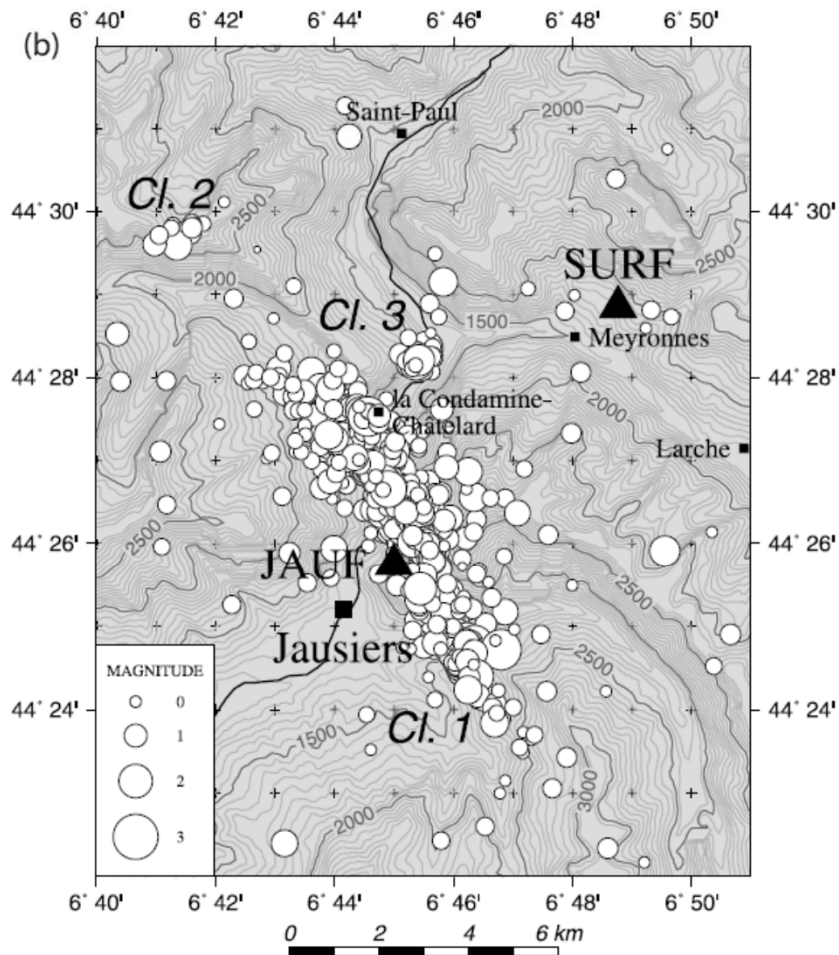 (b)
6° 40' 6° 42' 6° 44' 6° 46' 6° 48' 6° 50'
Saint-Paul
2000
Cl. 2
44° 30' 2500 44° 30'
SURF
2500
2000
Cl. 3
1500
Meyronnes
44° 28' 44° 28'
la Condamine-
Châtelard
2000
Larche
2500
44° 26' 44° 26'
JAUF
2500
Jausiers
2500
MAGNITUDE
0
1
2
3
44° 24' 44° 24'
Cl. 1
1500
3000
2000
6° 40' 6° 42' 6° 44' 6° 46' 6° 48' 6° 50'
0 2 4 6 km